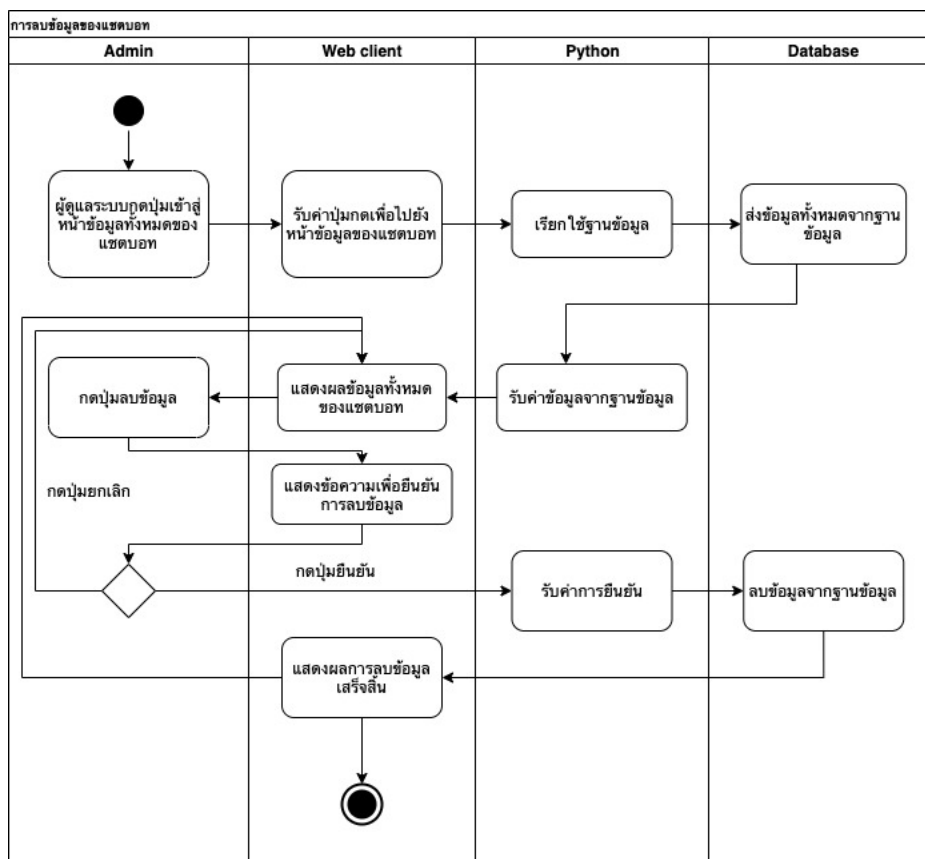 การลบข้อมูลของแชตบอท
Admin
Web client
Python
Database
ผู้ดูแลระบบกดปุ่มเข้าสู่
หน้าข้อมูลทั้งหมดของ
แชตบอท
รับค่าปุ่มกดเพื่อไปยัง
หน้าข้อมูลของแชตบอท
เรียกใช้ฐานข้อมูล
ส่งข้อมูลทั้งหมดจากฐาน
ข้อมูล
กดปุ่มลบข้อมูล
แสดงผลข้อมูลทั้งหมด
ของแชตบอท
รับค่าข้อมูลจากฐานข้อมูล
กดปุ่มยกเลิก
แสดงข้อความเพื่อยืนยัน
การลบข้อมูล
กดปุ่มยืนยัน
รับค่าการยืนยัน
ลบข้อมูลจากฐานข้อมูล
แสดงผลการลบข้อมูล
เสร็จสิ้น